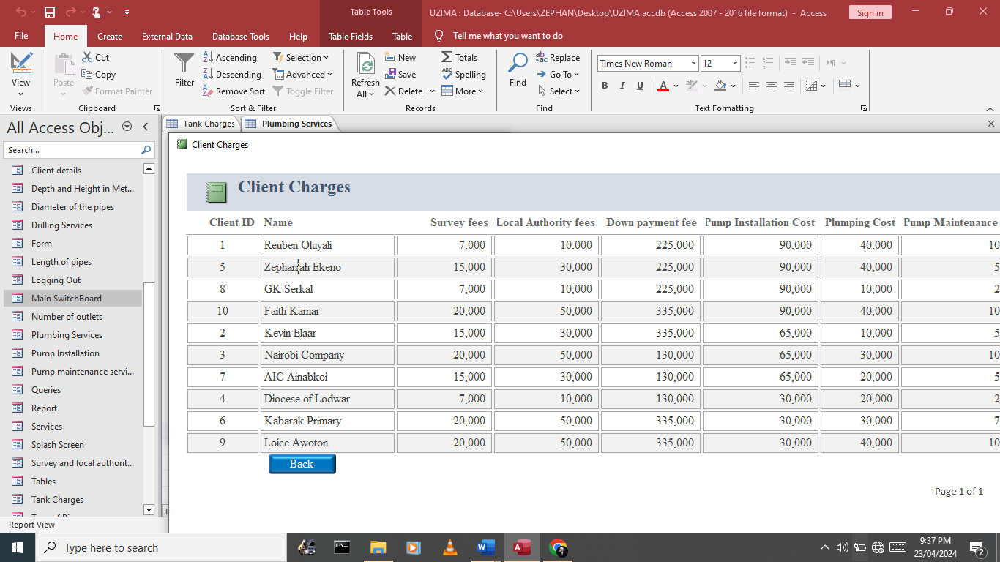 Table Tools
UZIMA : Database- C:\Users\ZEPHAN\Desktop\UZIMA.accdb (Access 2007 - 2016 file format) - Access
Sign in
File Home Create External Data Database Tools Help Table Fields Table Tell me what you want to do
View
Views
Paste
Cut
Copy
Format Painter
Clipboard
Filter
Ascending
Descending
Remove Sort
Selection
Advanced
Toggle Filter
Sort & Filter
Refresh
All
New
Save
Delete
Totals
Spelling
More
Records
Find
Replace
Go To
Select
Find
Times New Roman 12
B I U A
Text Formatting
All Access Obj...
Search...
Client details
Depth and Height in Met...
Diameter of the pipes
Drilling Services
Form
Length of pipes
Logging Out
Main SwitchBoard
Number of outlets
Plumbing Services
Pump Installation
Pump maintenance servi...
Queries
Report
Services
Splash Screen
Survey and local authorit...
Tables
Tank Charges
Tank Charges Plumbing Services
Client Charges
Client Charges
Client ID Name Survey fees Local Authority fees Down payment fee Pump Installation Cost Plumping Cost Pump Maintenance
1 Reuben Oluyali 7,000 10,000 225,000 90,000 40,000 10
5 Zephaniah Ekeno 15,000 30,000 225,000 90,000 40,000 5
8 GK Serkal 7,000 10,000 225,000 90,000 10,000 2
10 Faith Kamar 20,000 50,000 335,000 90,000 40,000 10
2 Kevin Elaar 15,000 30,000 335,000 65,000 10,000 5
3 Nairobi Company 20,000 50,000 130,000 65,000 30,000 10
7 AIC Ainabkoi 15,000 30,000 130,000 65,000 20,000 5
4 Diocese of Lodwar 7,000 10,000 130,000 30,000 20,000 2
6 Kabarak Primary 20,000 50,000 335,000 30,000 30,000 7
9 Loice Awoton 20,000 50,000 335,000 30,000 40,000 10
Back
Page 1 of 1
Report View
Type here to search
9:37 PM
23/04/2024
2